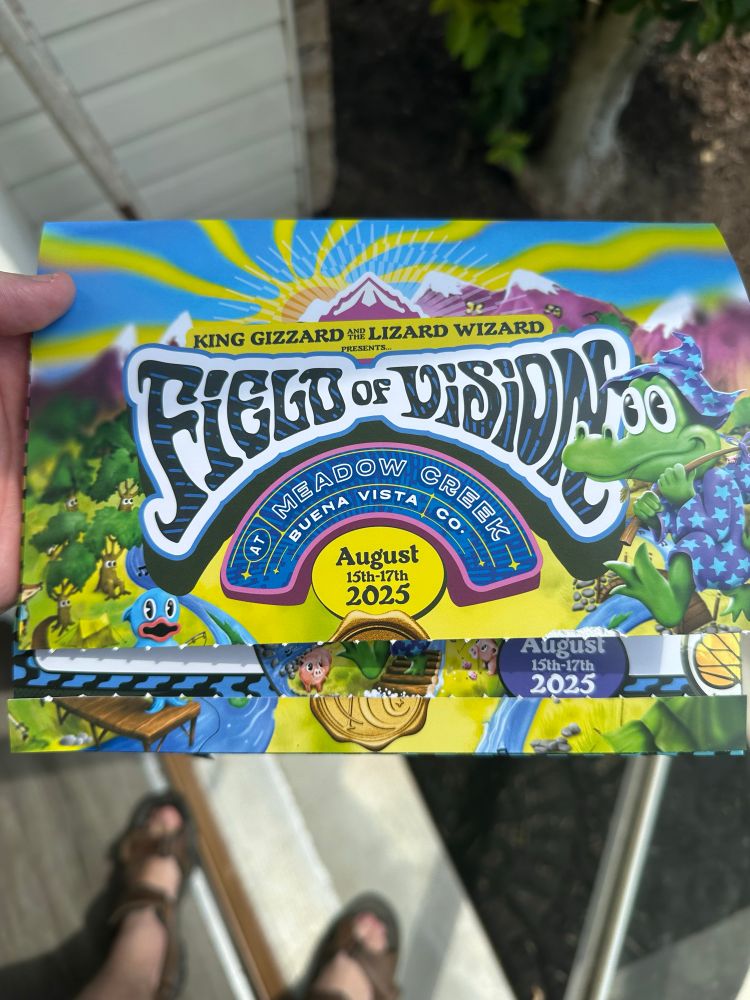 KING GIZZARD AND THE LIZARD WIZARD
PRESENTS...
FIELD OF VISION
AT MEADOW CREEK
BUENA VISTA CO.
August
15th-17th
2025
August
15th-17th
2025